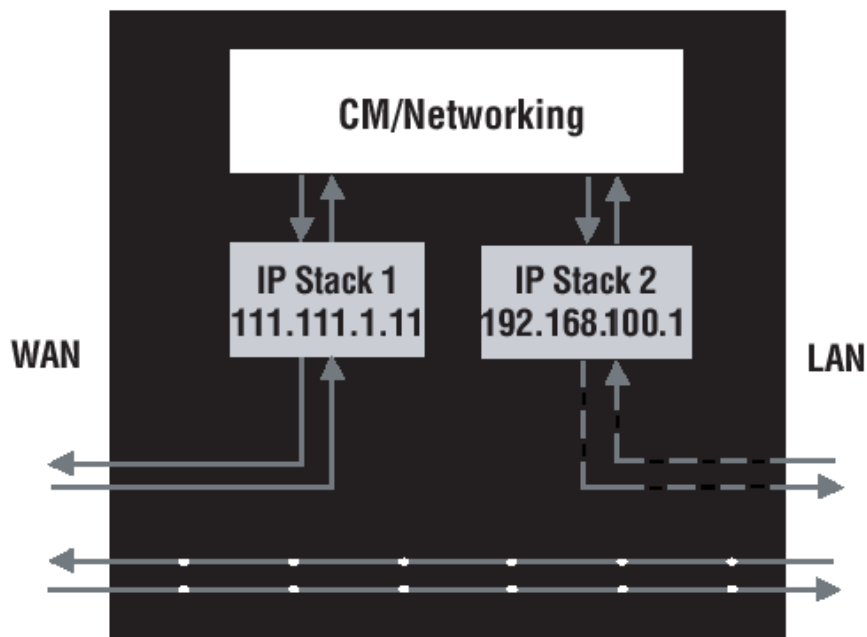 CM/Networking
IP Stack 1
111.111.1.11
IP Stack 2
192.168.100.1
WAN
LAN